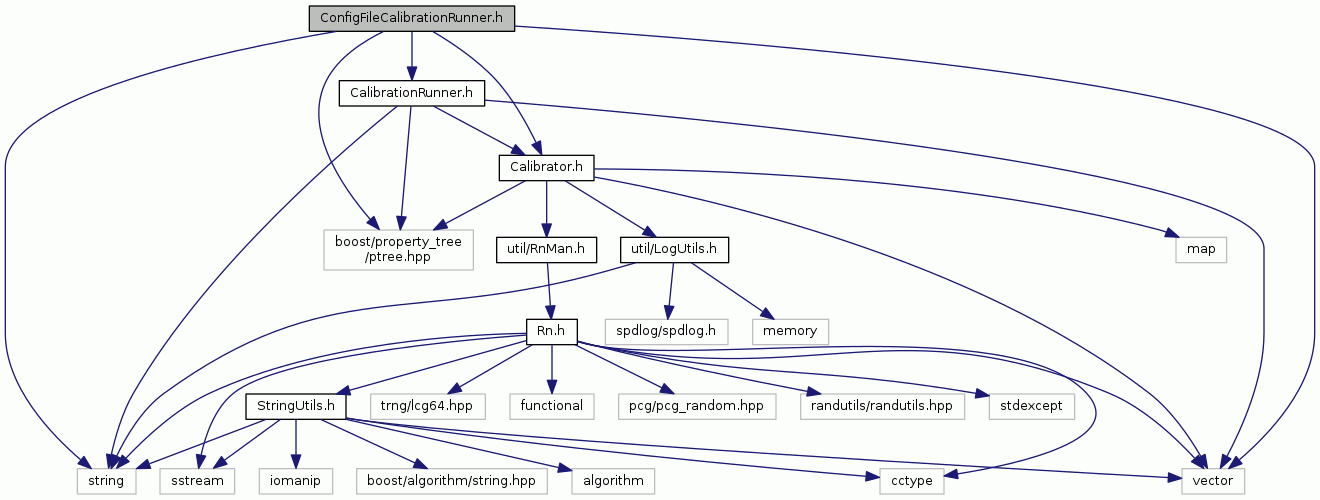 ConfigFileCalibrationRunner.h
CalibrationRunner.h
Calibrator.h
boost/property_tree
/ptree.hpp
util/RnMan.h
util/LogUtils.h
map
Rn.h
spdlog/spdlog.h
memory
StringUtils.h
trng/lcg64.hpp
functional
pcg/pcg_random.hpp
randutils/randutils.hpp
stdexcept
string
sstream
iomanip
boost/algorithm/string.hpp
algorithm
cctype
vector